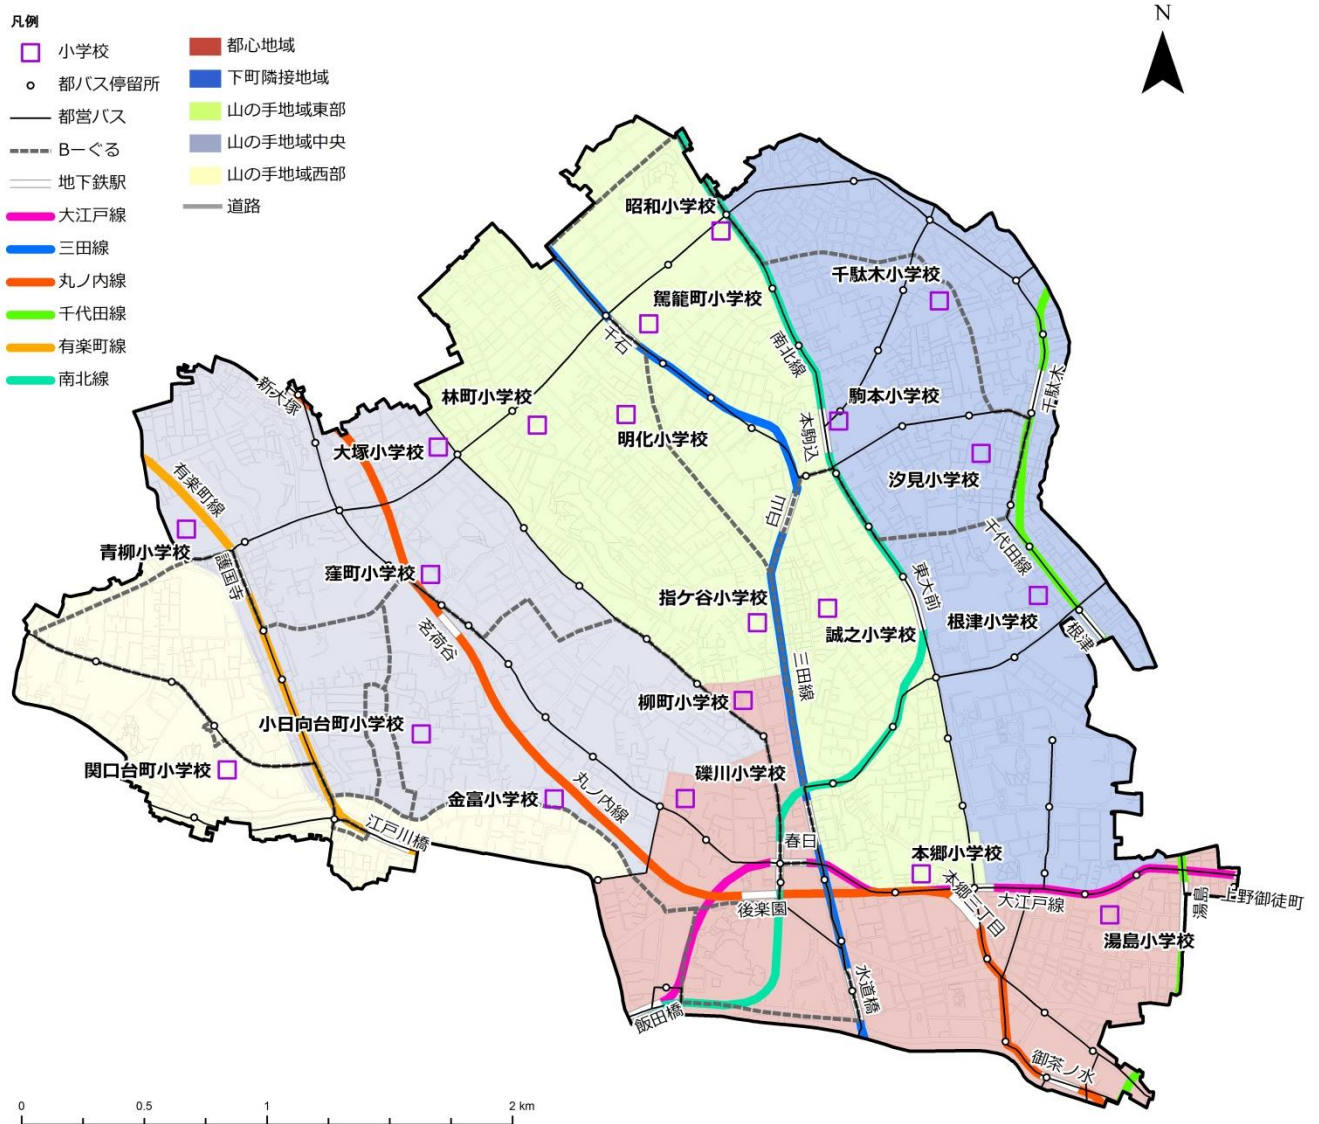 凡例
小学校
都バス停留所
都営バス
Bーぐる
地下鉄駅
大江戸線
三田線
丸ノ内線
千代田線
有楽町線
南北線
都心地域
下町隣接地域
山の手地域東部
山の手地域中央
山の手地域西部
道路
N
昭和小学校
千駄木小学校
駕籠町小学校
千石
南北線
千駄木
新大塚
林町小学校
駒本小学校
本駒込
明化小学校
大塚小学校
汐見小学校
有楽町線
白山
千代田線
青柳小学校
護国寺
窪町小学校
東大前
指ケ谷小学校
誠之小学校
根津小学校
根津
茗荷谷
三田線
柳町小学校
小日向台町小学校
関口台町小学校
礫川小学校
金富小学校
丸ノ内線
江戸川橋
春日
本郷小学校
本郷三丁目
大江戸線
湯島
上野御徒町
後楽園
湯島小学校
水道橋
飯田橋
御茶ノ水
0 0.5 1 2 km